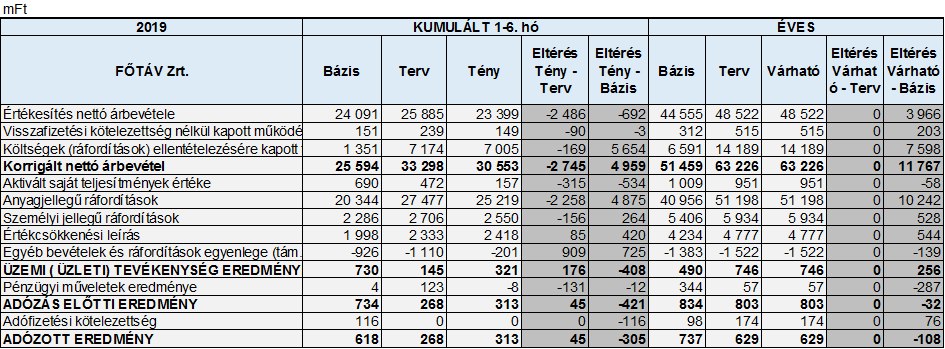 mFt
2019 KUMULÁLT 1-6. hó ÉVES
FŐTÁV Zrt. Bázis Terv Tény Eltérés Tény - Terv Eltérés Tény - Bázis Bázis Terv Várható Eltérés Várhat ó - Terv Eltérés Várható - Bázis
Értékesítés nettó árbevétele 24 091 25 885 23 399 -2 486 -692 44 555 48 522 48 522 0 3 966
Visszafizetési kötelezettség nélkül kapott működé 151 239 149 -90 -3 312 515 515 0 203
Költségek (ráfordítások) ellentételezésére kapott 1 351 7 174 7 005 -169 5 654 6 591 14 189 14 189 0 7 598
Korrigált nettó árbevétel 25 594 33 298 30 553 -2 745 4 959 51 459 63 226 63 226 0 11 767
Aktivált saját teljesítmények értéke 690 472 157 -315 -534 1 009 951 951 0 -58
Anyagjellegű ráfordítások 20 344 27 477 25 219 -2 258 4 875 40 956 51 198 51 198 0 10 242
Személyi jellegű ráfordítások 2 286 2 706 2 550 -156 264 5 406 5 934 5 934 0 528
Értékcsökkenési leírás 1 998 2 333 2 418 85 420 4 234 4 777 4 777 0 544
Egyéb bevételek és ráfordítások egyenlege (tám. -926 -1 110 -201 909 725 -1 383 -1 522 -1 522 0 -139
ÜZEMI ( ÜZLETI) TEVÉKENYSÉG EREDMÉNY 730 145 321 176 -408 490 746 746 0 256
Pénzügyi műveletek eredménye 4 123 -8 -131 -12 344 57 57 0 -287
ADÓZÁS ELŐTTI EREDMÉNY 734 268 313 45 -421 834 803 803 0 -32
Adófizetési kötelezettség 116 0 0 0 -116 98 174 174 0 76
ADÓZOTT EREDMÉNY 618 268 313 45 -305 737 629 629 0 -108